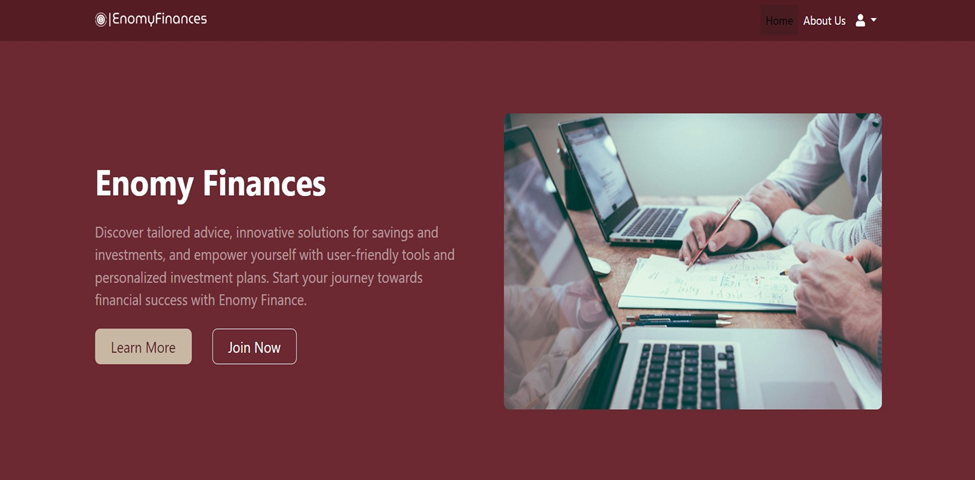 EnomyFinances
Home
About Us
Enomy Finances
Discover tailored advice, innovative solutions for savings and
investments, and empower yourself with user-friendly tools and
personalized investment plans. Start your journey towards
financial success with Enomy Finance.
Learn More
Join Now